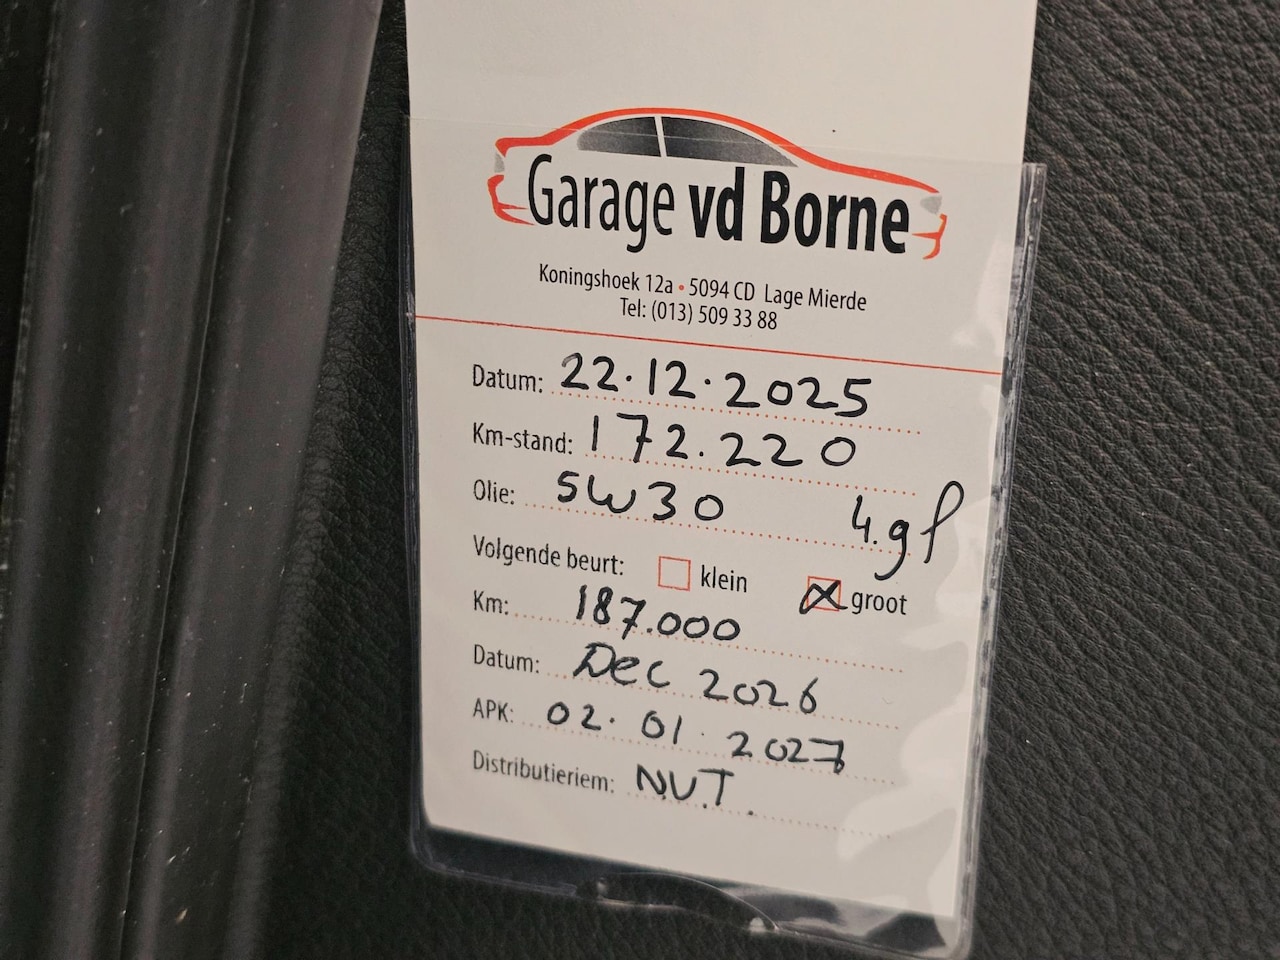 Garage vd Borne
Koningshoek 12a • 5094 CD Lage Mierde
Tel: (013) 509 33 88
Datum: 22.12.2025
Km-stand: 172.220
Olie: 5W30 4.9l
Volgende beurt: klein groot
Km: 187.000
Datum: Dec 2026
APK: 02.01.2027
Distributieriem: N.V.T.